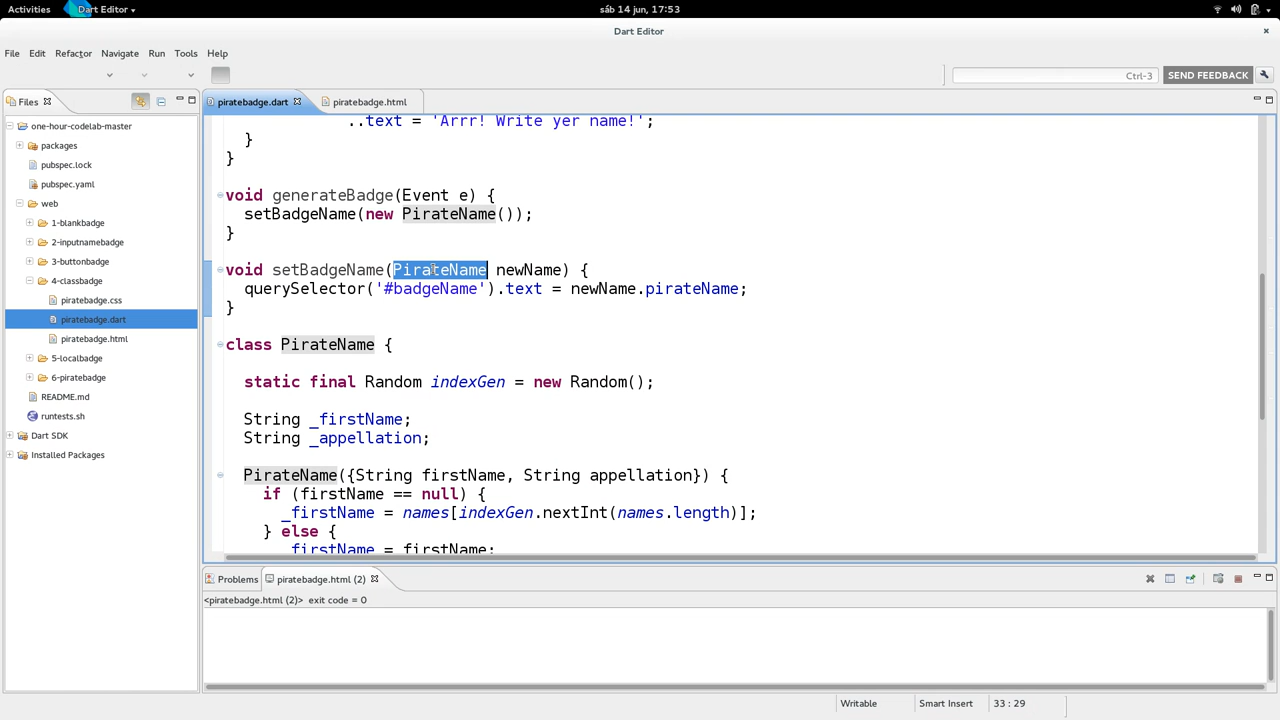 Activities
Dart Editor
sáb 14 jun, 17:53
Dart Editor
File Edit Refactor Navigate Run Tools Help
Ctrl-3
SEND FEEDBACK
Files
piratebadge.dart
piratebadge.html
one-hour-codelab-master
packages
pubspec.lock
pubspec.yaml
web
1-blankbadge
2-inputnamebadge
3-buttonbadge
4-classbadge
piratebadge.css
piratebadge.dart
piratebadge.html
5-localbadge
6-piratebadge
README.md
runtests.sh
Dart SDK
Installed Packages
..text = 'Arrr! Write yer name!';
}
}
void generateBadge(Event e) {
setBadgeName(new PirateName());
}
void setBadgeName(PirateName newName) {
querySelector('#badgeName').text = newName.pirateName;
}
class PirateName {
static final Random indexGen = new Random();
String _firstName;
String _appellation;
PirateName({String firstName, String appellation}) {
if (firstName == null) {
_firstName = names[indexGen.nextInt(names.length)];
} else {
_firstName = firstName;
Problems
piratebadge.html (2)
<piratebadge.html (2)> exit code = 0
Writable
Smart Insert
33 : 29